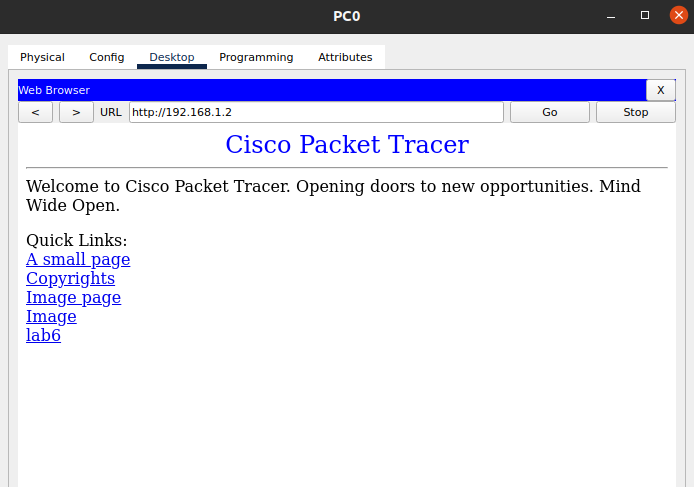 PC0
Physical Config Desktop Programming Attributes
Web Browser X
< > URL http://192.168.1.2 Go Stop
Cisco Packet Tracer
Welcome to Cisco Packet Tracer. Opening doors to new opportunities. Mind
Wide Open.
Quick Links:
A small page
Copyrights
Image page
Image
lab6